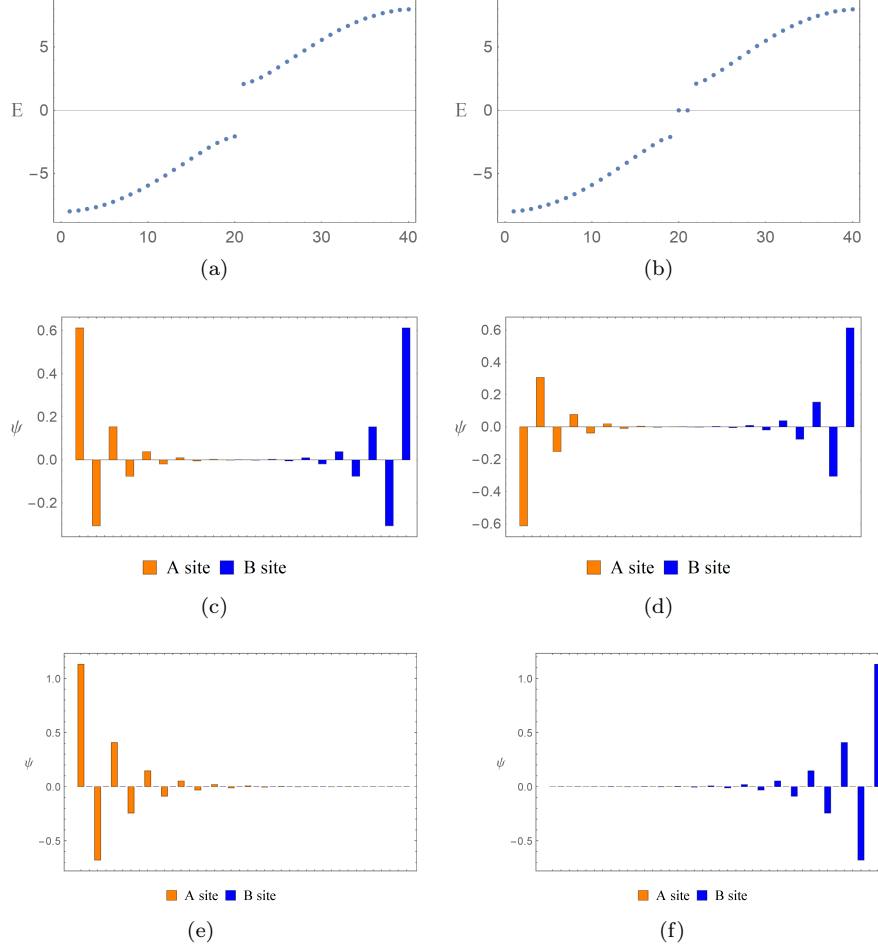 5 5
E 0 E 0
−5 −5
0 10 20 30 40 0 10 20 30 40
(a) (b)
0.6 0.6
0.4 0.4
0.2 0.2
ψ 0.0 ψ 0.0
−0.2 −0.2
−0.4
−0.6
A site B site A site B site
(c) (d)
1.0 1.0
0.5 0.5
ψ ψ
0.0 0.0
−0.5 −0.5
A site B site A site B site
(e) (f)